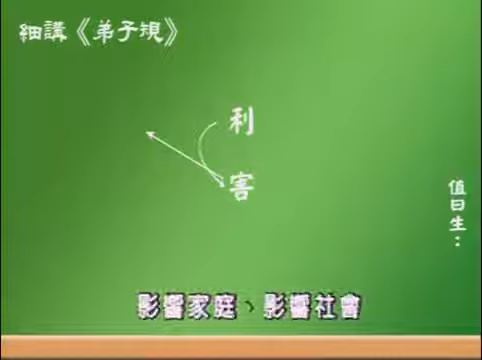 細講《弟子規》
利
害
值日生：
影響家庭、影響社會